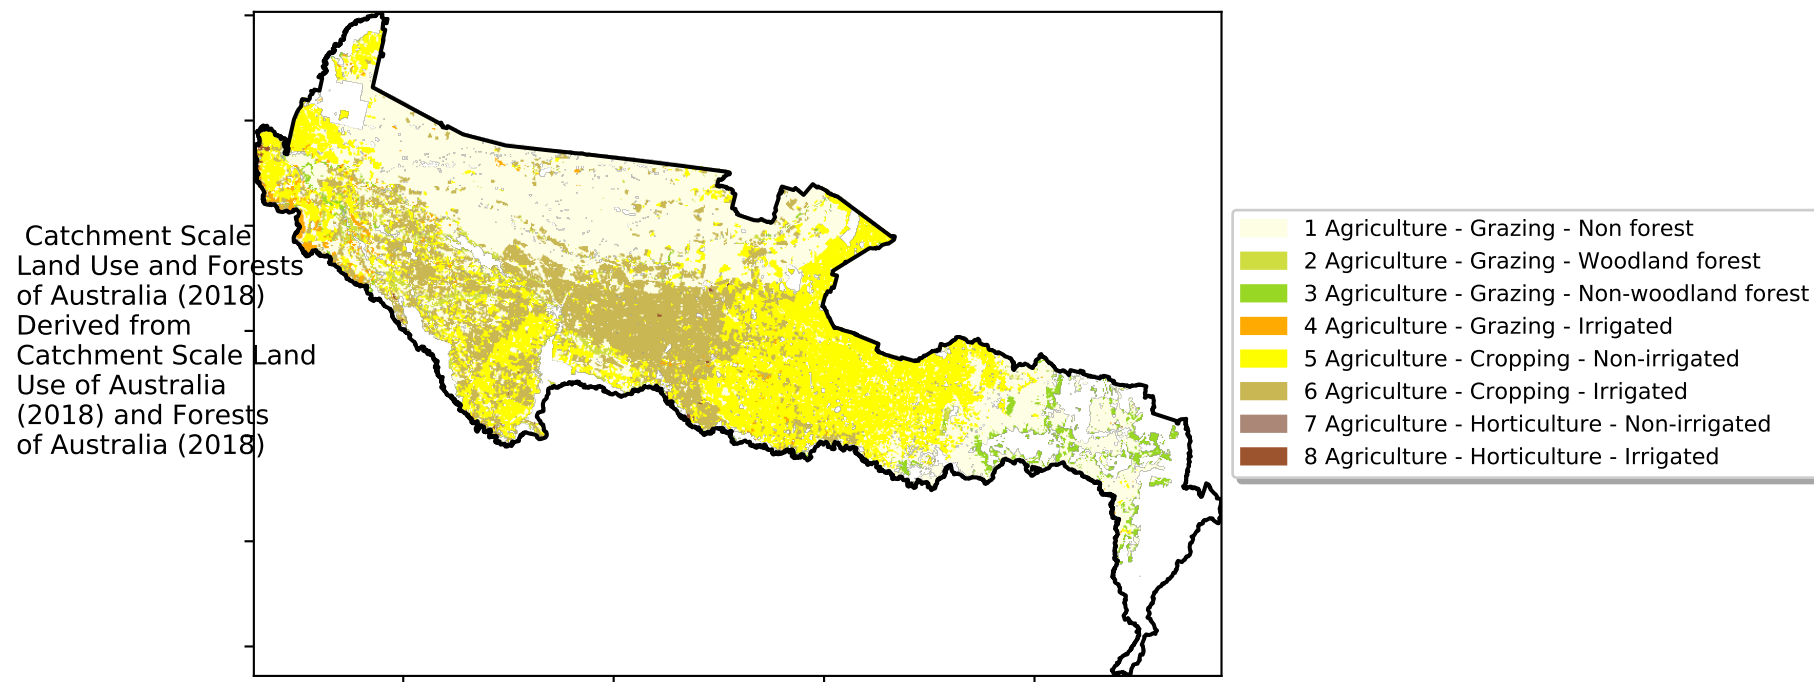 Catchment Scale
Land Use and Forests
of Australia (2018)
Derived from
Catchment Scale Land
Use of Australia
(2018) and Forests
of Australia (2018)
1 Agriculture - Grazing - Non forest
2 Agriculture - Grazing - Woodland forest
3 Agriculture - Grazing - Non-woodland forest
4 Agriculture - Grazing - Irrigated
5 Agriculture - Cropping - Non-irrigated
6 Agriculture - Cropping - Irrigated
7 Agriculture - Horticulture - Non-irrigated
8 Agriculture - Horticulture - Irrigated